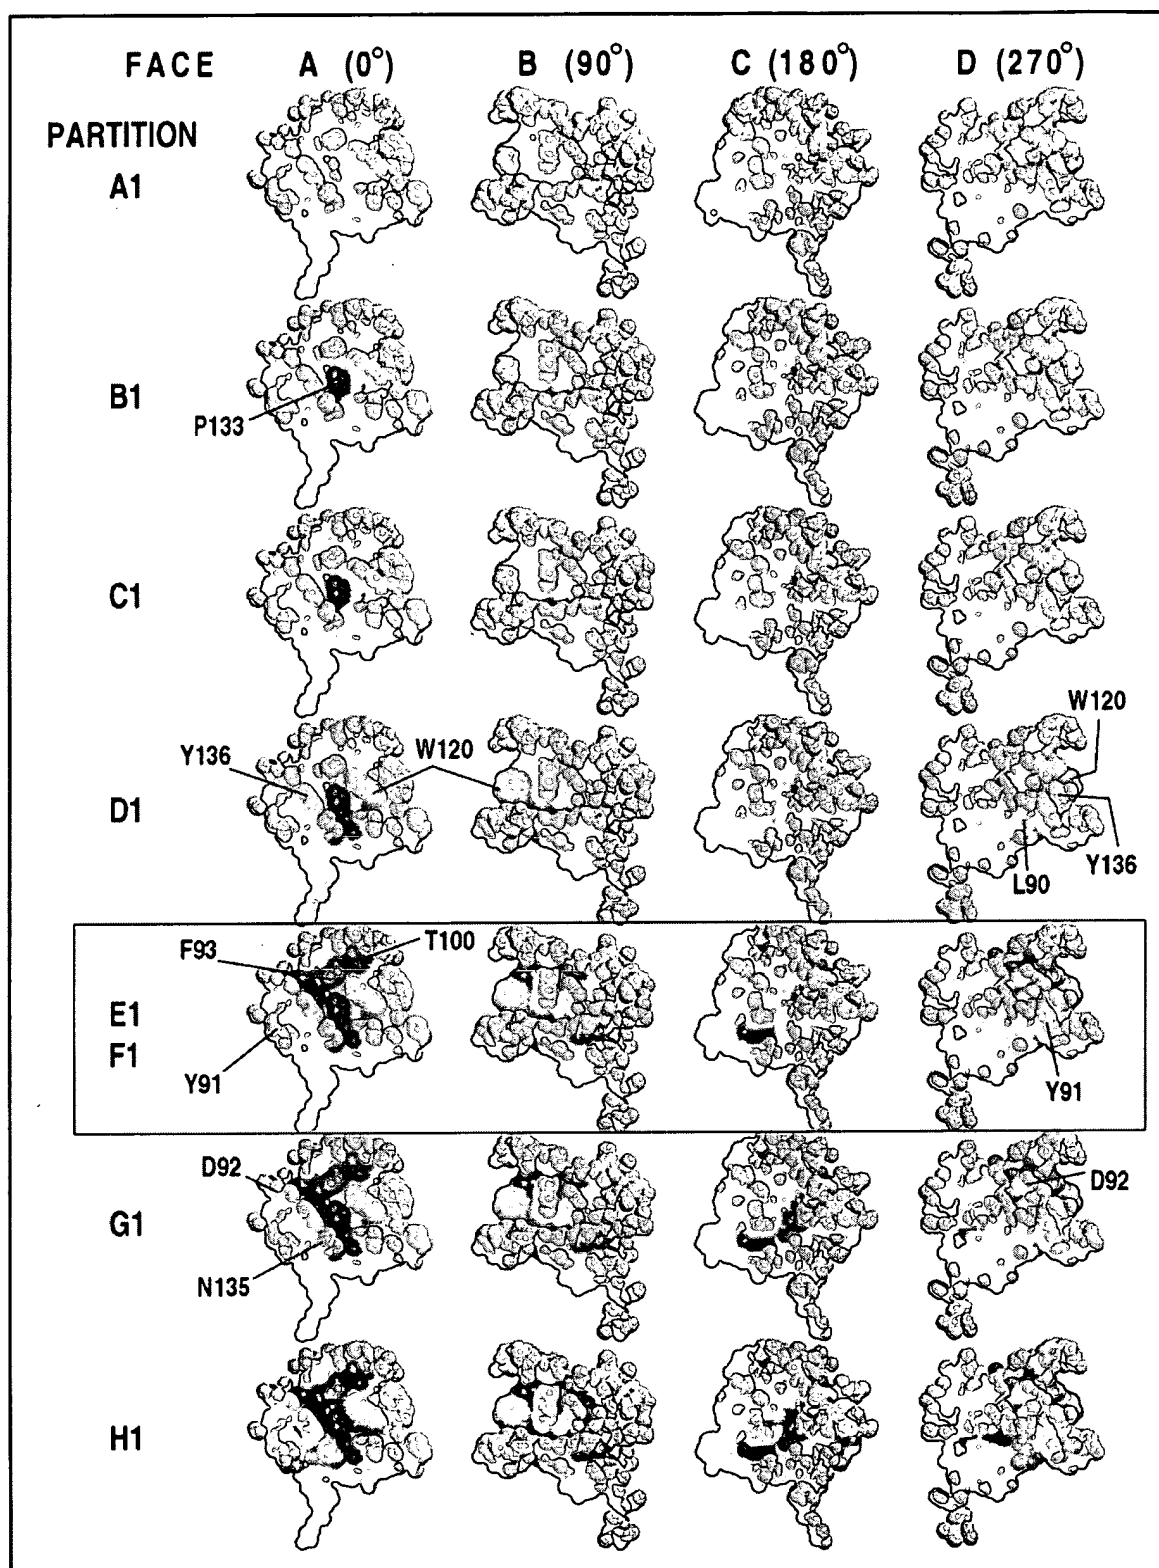 FACE A (0°) B (90°) C (180°) D (270°)
PARTITION
A1
B1
P133
C1
W120
Y136 W120
D1
Y136
L90
F93 T100
E1
F1
Y91 Y91
D92 D92
G1
N135
H1